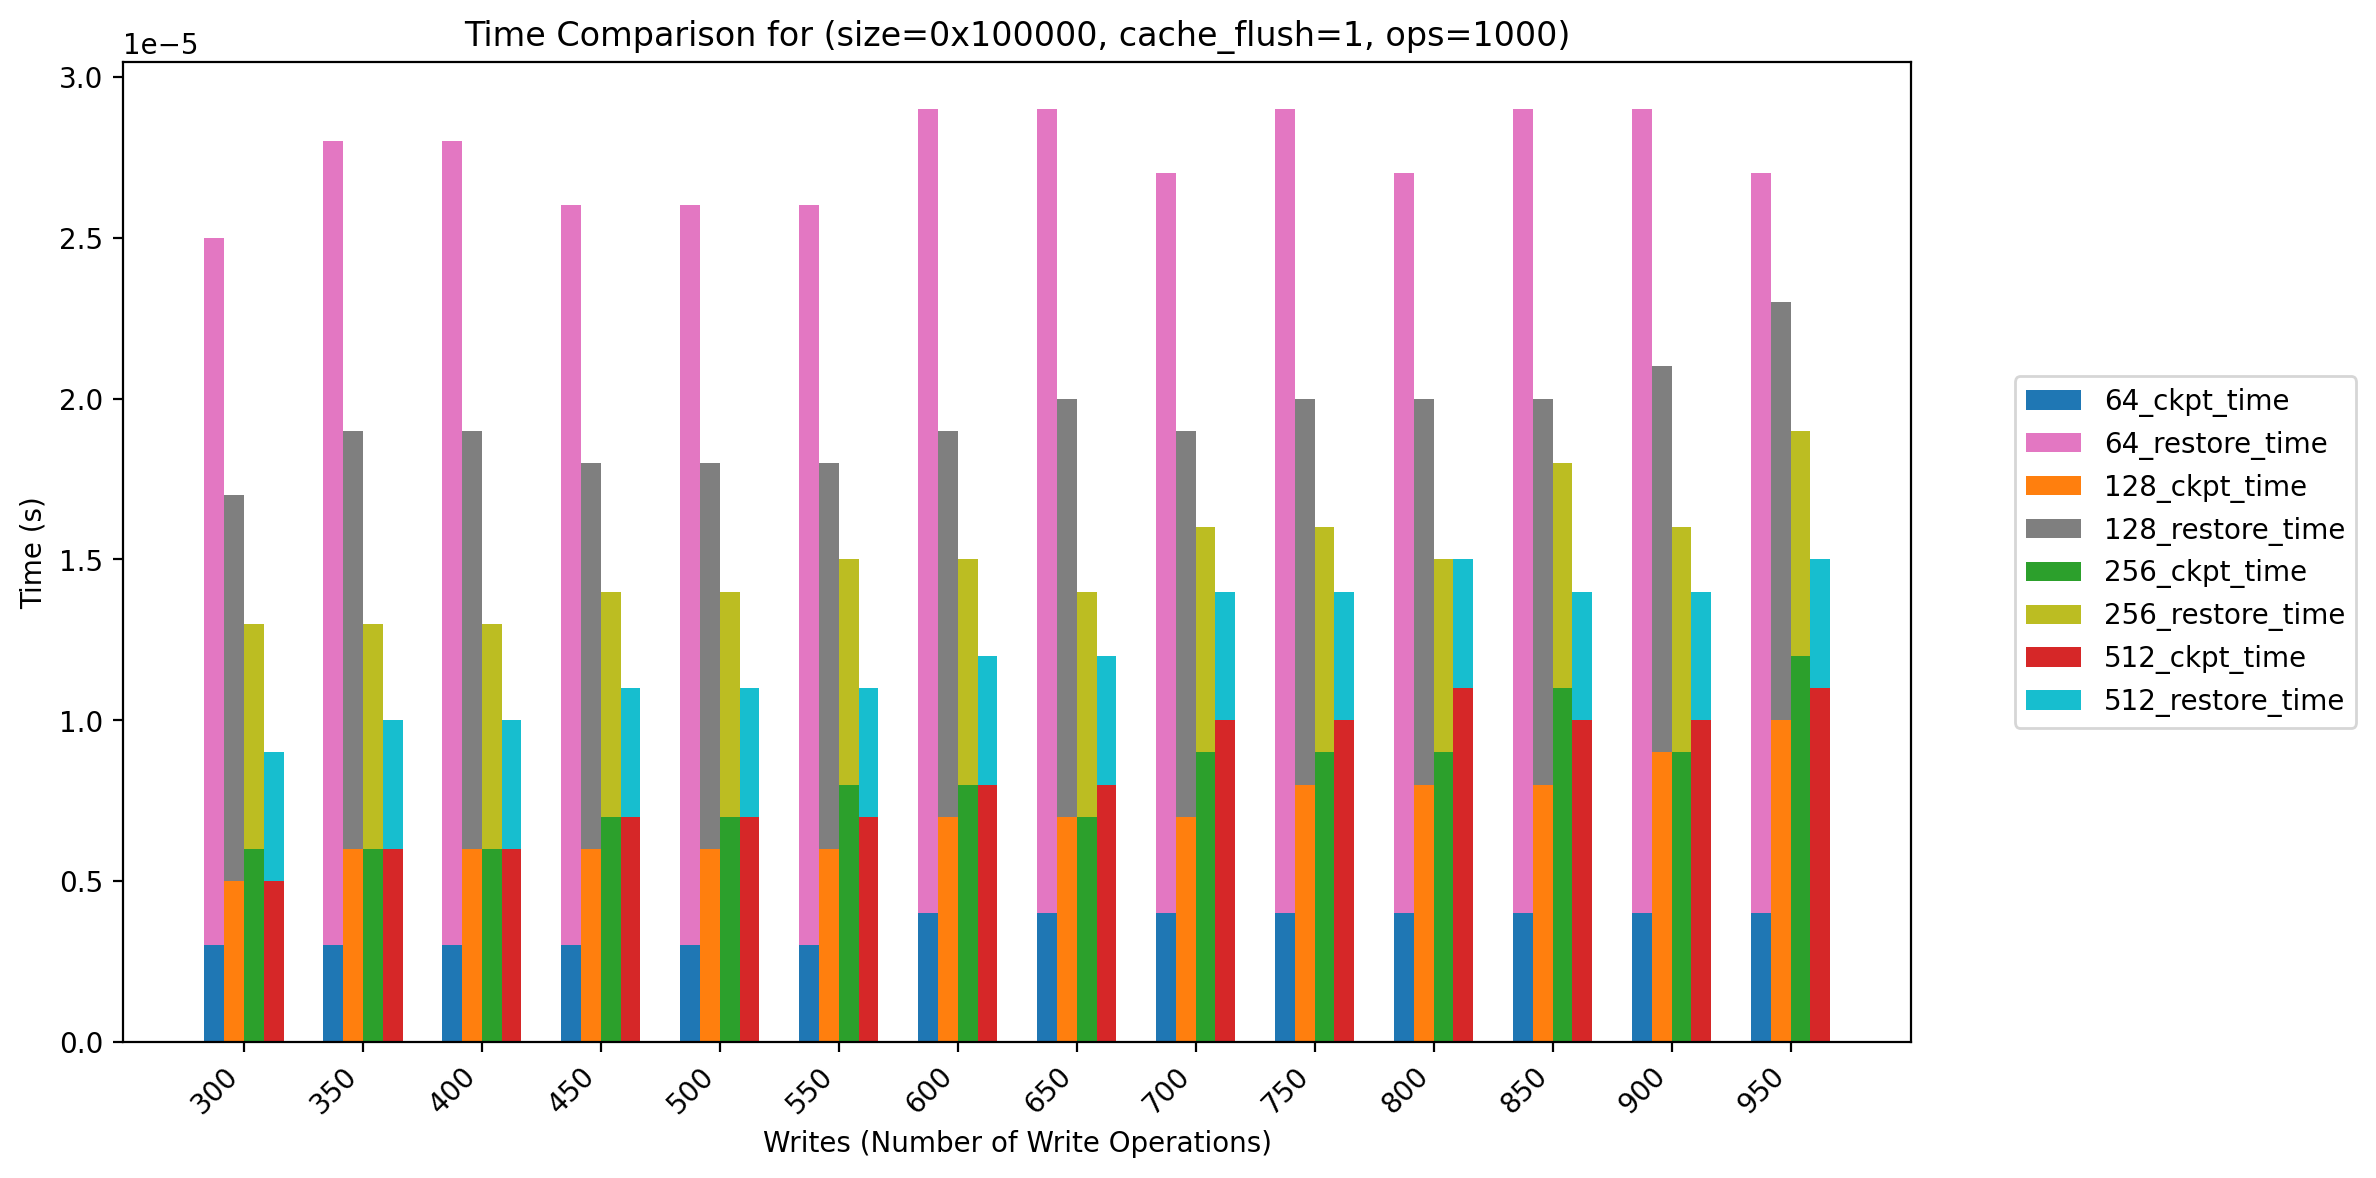 Time Comparison for (size=0x100000, cache_flush=1, ops=1000)
1e−5
3.0
2.5
2.0
1.5
1.0
0.5
0.0
Time (s)
300 350 400 450 500 550 600 650 700 750 800 850 900 950
Writes (Number of Write Operations)
64_ckpt_time
64_restore_time
128_ckpt_time
128_restore_time
256_ckpt_time
256_restore_time
512_ckpt_time
512_restore_time